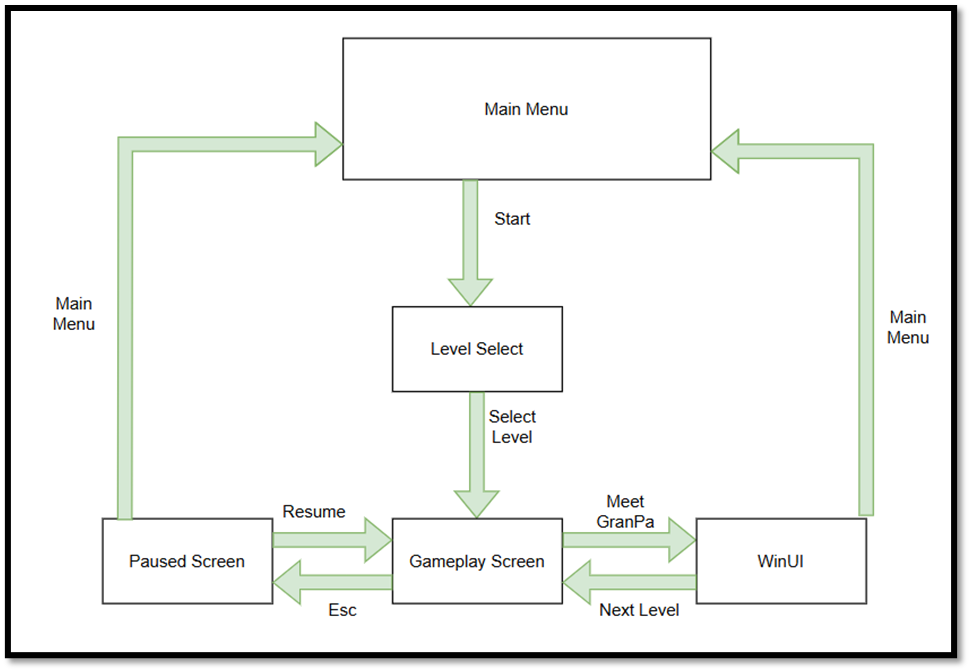 Main Menu
Start
Main
Menu
Main
Menu
Level Select
Select
Level
Resume
Meet
GranPa
Paused Screen
Gameplay Screen
WinUI
Esc
Next Level